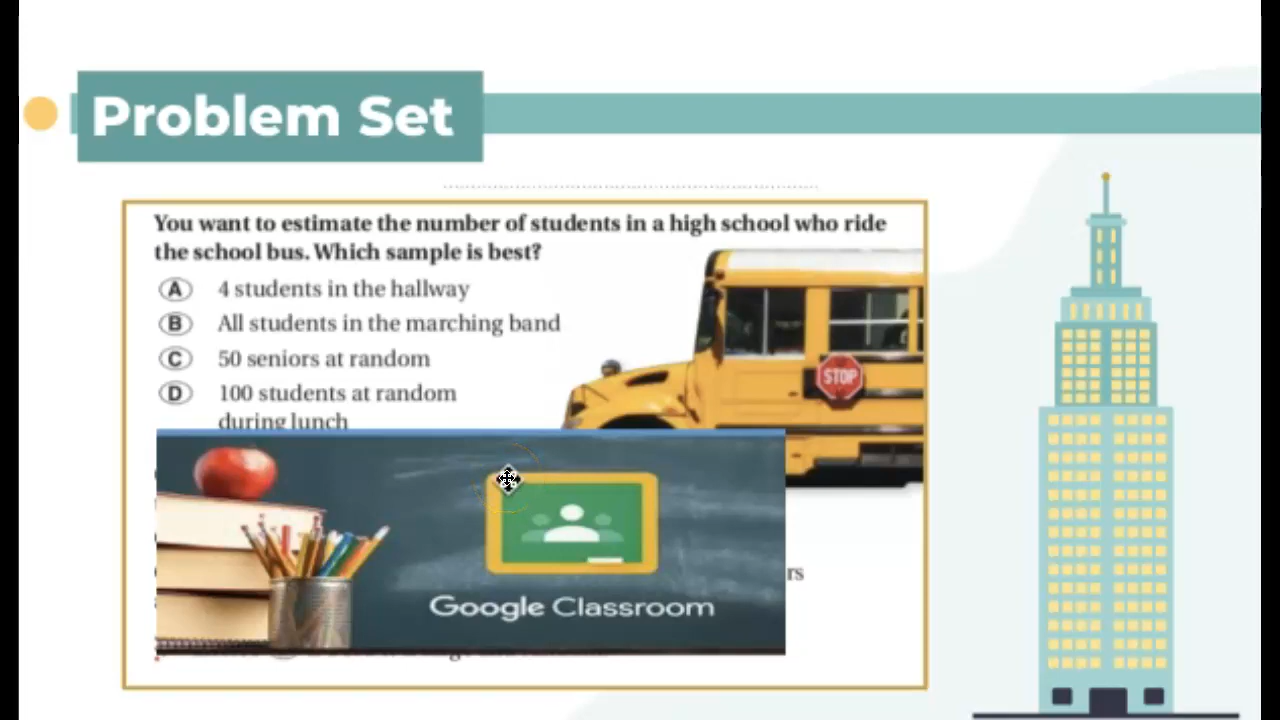 Problem Set
You want to estimate the number of students in a high school who ride
the school bus. Which sample is best?
A 4 students in the hallway
B All students in the marching band
C 50 seniors at random
D 100 students at random
during lunch
STOP
Google Classroom
rs